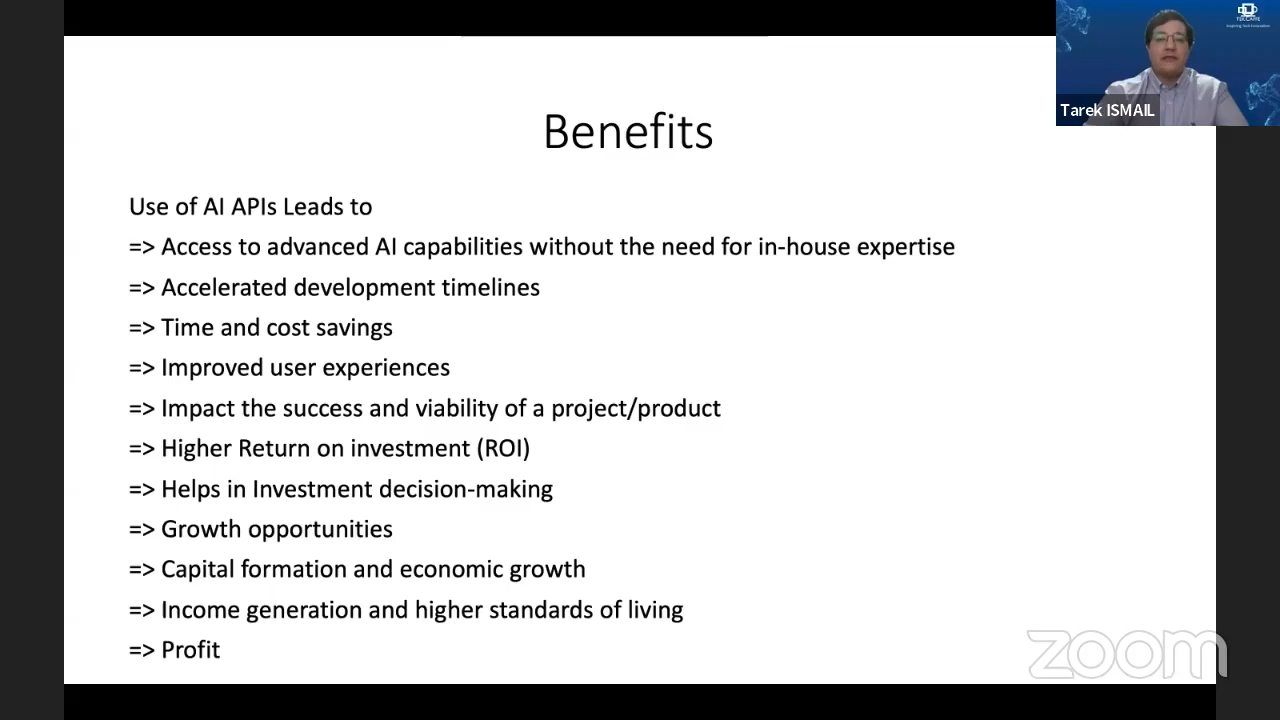 Benefits
Use of AI APIs Leads to
=> Access to advanced AI capabilities without the need for in-house expertise
=> Accelerated development timelines
=> Time and cost savings
=> Improved user experiences
=> Impact the success and viability of a project/product
=> Higher Return on investment (ROI)
=> Helps in Investment decision-making
=> Growth opportunities
=> Capital formation and economic growth
=> Income generation and higher standards of living
=> Profit
Tarek ISMAIL
zoom